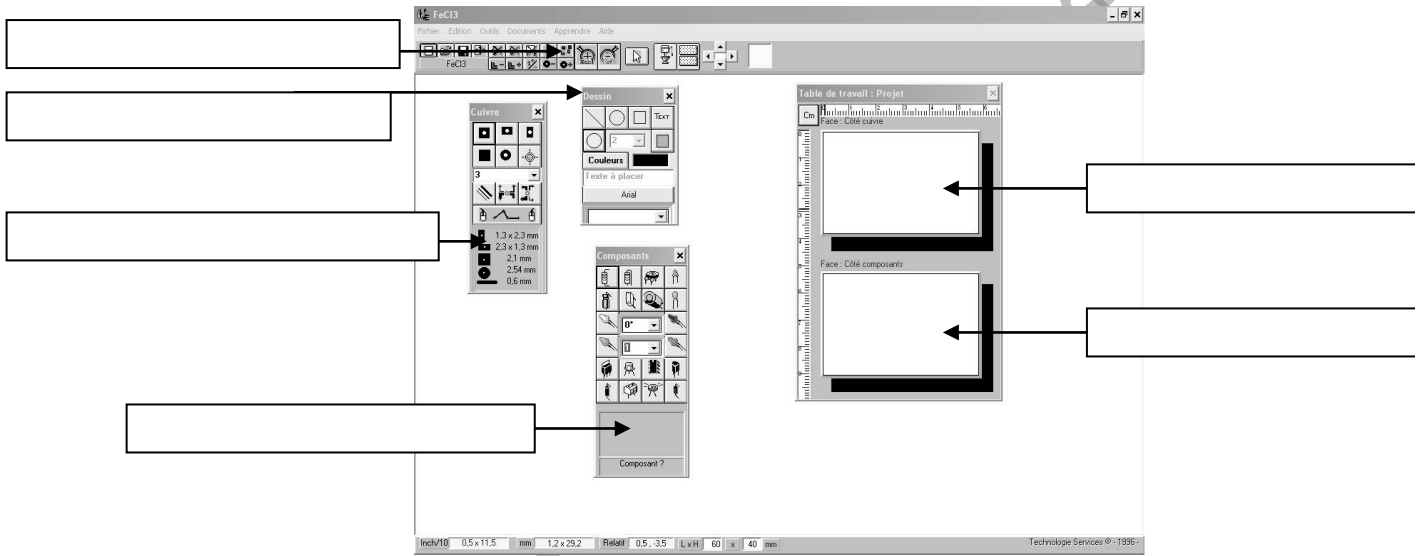 FeCl3
Fichier Edition Outils Documents Apprendre Aide
FeCl3
Dessin
TEXT
2
Couleurs
Texte à placer
Arial
Cuivre
3
1,3 x 2,3 mm
2,3 x 1,3 mm
2,1 mm
2,54 mm
0,6 mm
Composants
0°
Composant ?
Table de travail : Projet
Cm
Face : Côté cuivre
Face : Côté composants
Inch/10 0,5 x 11,5 mm 1,2 x 29,2 Relatif 0,5 , -3,5 L x H 60 x 40 mm Technologie Services © - 1996 -